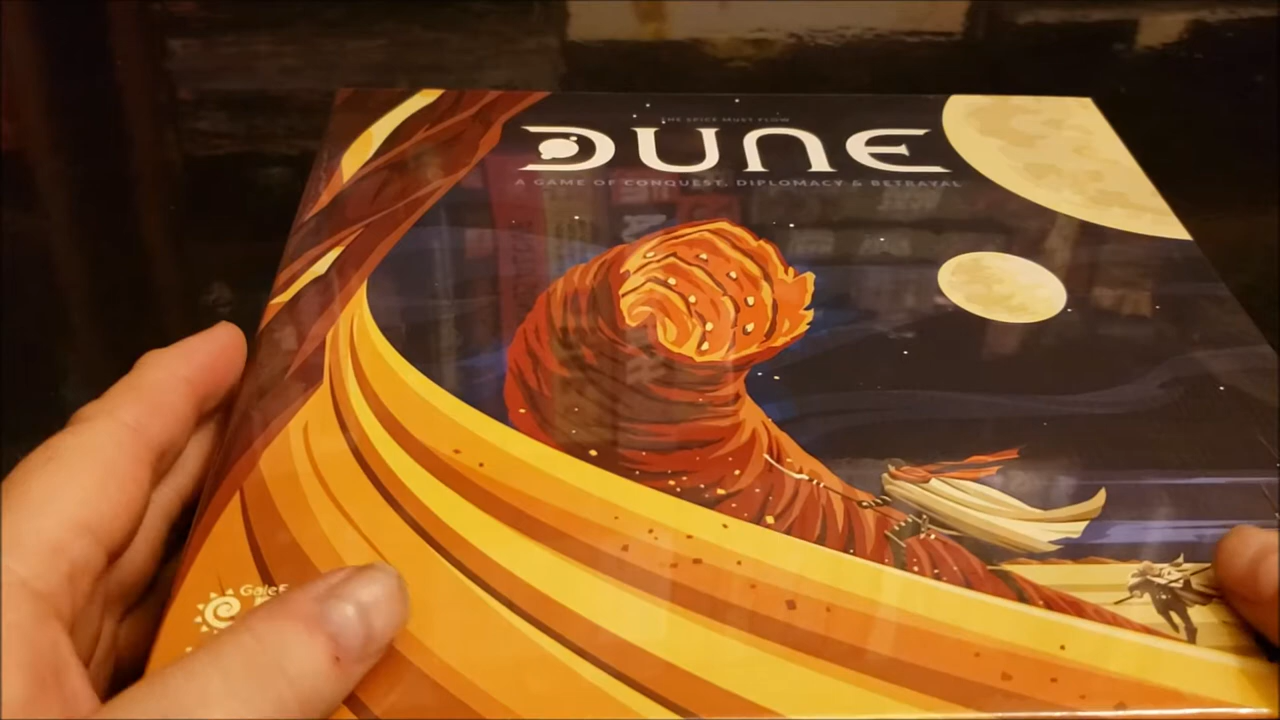 THE SPICE MUST FLOW
DUNE
A GAME OF CONQUEST, DIPLOMACY & BETRAYAL